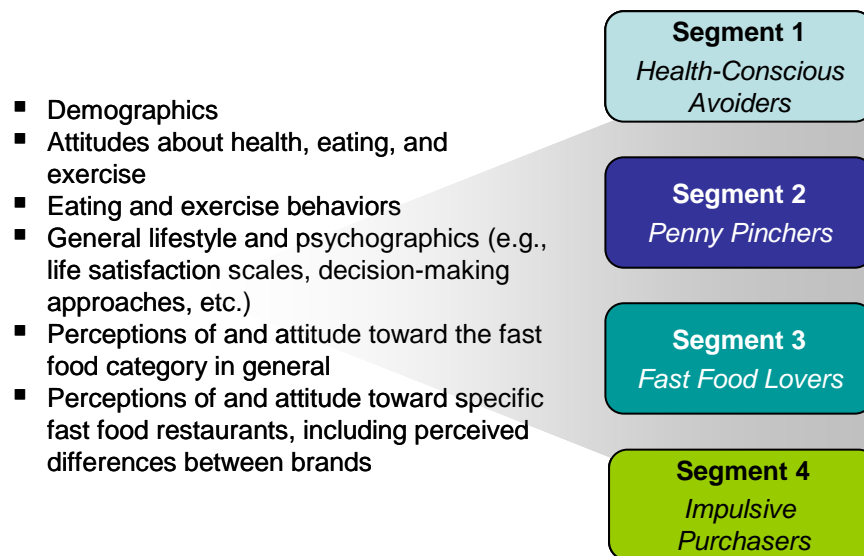 ▪ Demographics
▪ Attitudes about health, eating, and
exercise
▪ Eating and exercise behaviors
▪ General lifestyle and psychographics (e.g.,
life satisfaction scales, decision-making
approaches, etc.)
▪ Perceptions of and attitude toward the fast
food category in general
▪ Perceptions of and attitude toward specific
fast food restaurants, including perceived
differences between brands
Segment 1
Health-Conscious
Avoiders
Segment 2
Penny Pinchers
Segment 3
Fast Food Lovers
Segment 4
Impulsive
Purchasers